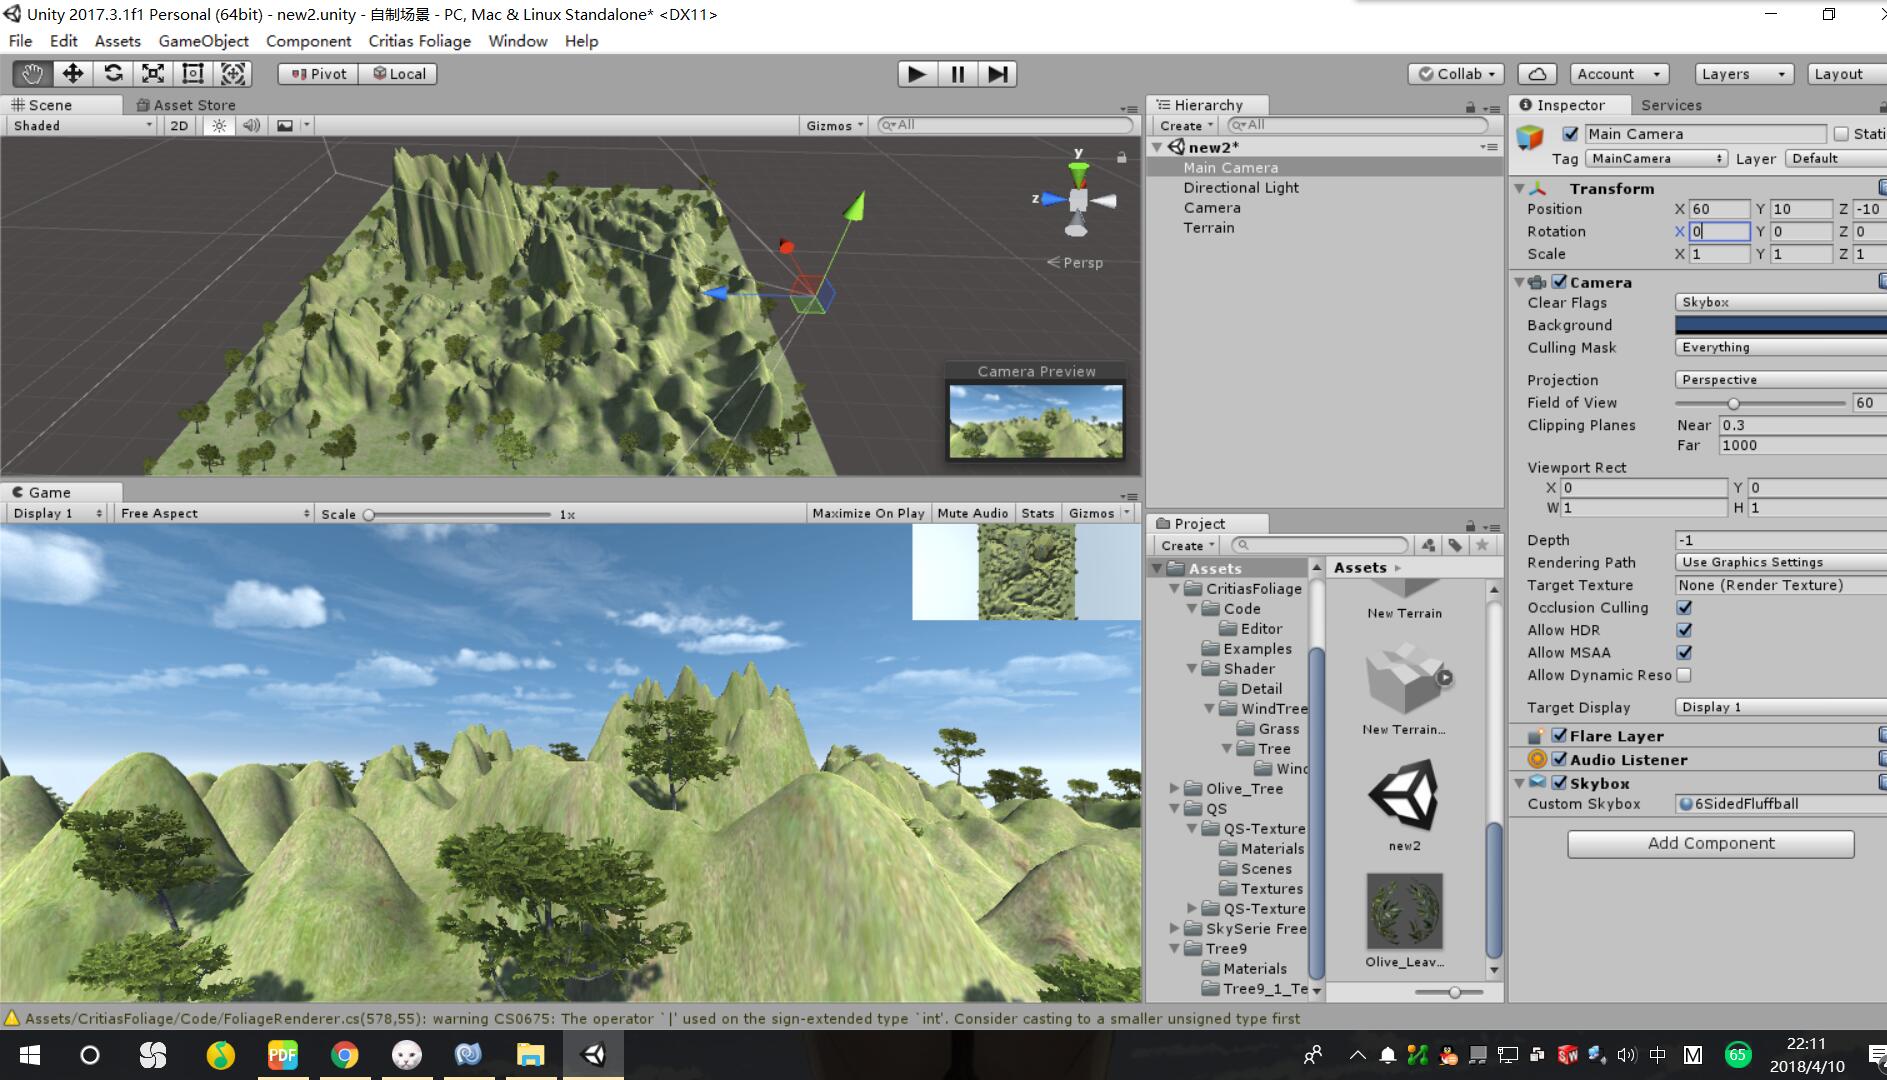 Unity 2017.3.1f1 Personal (64bit) - new2.unity - 自制场景 - PC, Mac & Linux Standalone* <DX11>
File Edit Assets GameObject Component Critias Foliage Window Help
Pivot Local Collab Account Layers Layout
Scene Asset Store
Shaded 2D Gizmos All
y
z
Persp
Camera Preview
Game
Display 1 Free Aspect Scale 1x Maximize On Play Mute Audio Stats Gizmos
Hierarchy
Create All
new2*
Main Camera
Directional Light
Camera
Terrain
Project
Create
Assets
CritiasFoliage
Code
Editor
Examples
Shader
Detail
WindTree
Grass
Tree
Wind
Olive_Tree
QS
QS-Texture
Materials
Scenes
Textures
QS-Texture
SkySerie Free
Tree9
Materials
Tree9_1_Te
Assets
New Terrain
New Terrain...
new2
Olive_Leav...
Inspector Services
Main Camera Stati
Tag MainCamera Layer Default
Transform
Position X 60 Y 10 Z -10
Rotation X 0 Y 0 Z 0
Scale X 1 Y 1 Z 1
Camera
Clear Flags Skybox
Background
Culling Mask Everything
Projection Perspective
Field of View 60
Clipping Planes Near 0.3
Far 1000
Viewport Rect
X 0 Y 0
W 1 H 1
Depth -1
Rendering Path Use Graphics Settings
Target Texture None (Render Texture)
Occlusion Culling
Allow HDR
Allow MSAA
Allow Dynamic Reso
Target Display Display 1
Flare Layer
Audio Listener
Skybox
Custom Skybox 6SidedFluffball
Add Component
Assets/CritiasFoliage/Code/FoliageRenderer.cs(578,55): warning CS0675: The operator `|' used on the sign-extended type `int'. Consider casting to a smaller unsigned type first
PDF
中 M 65
22:11
2018/4/10